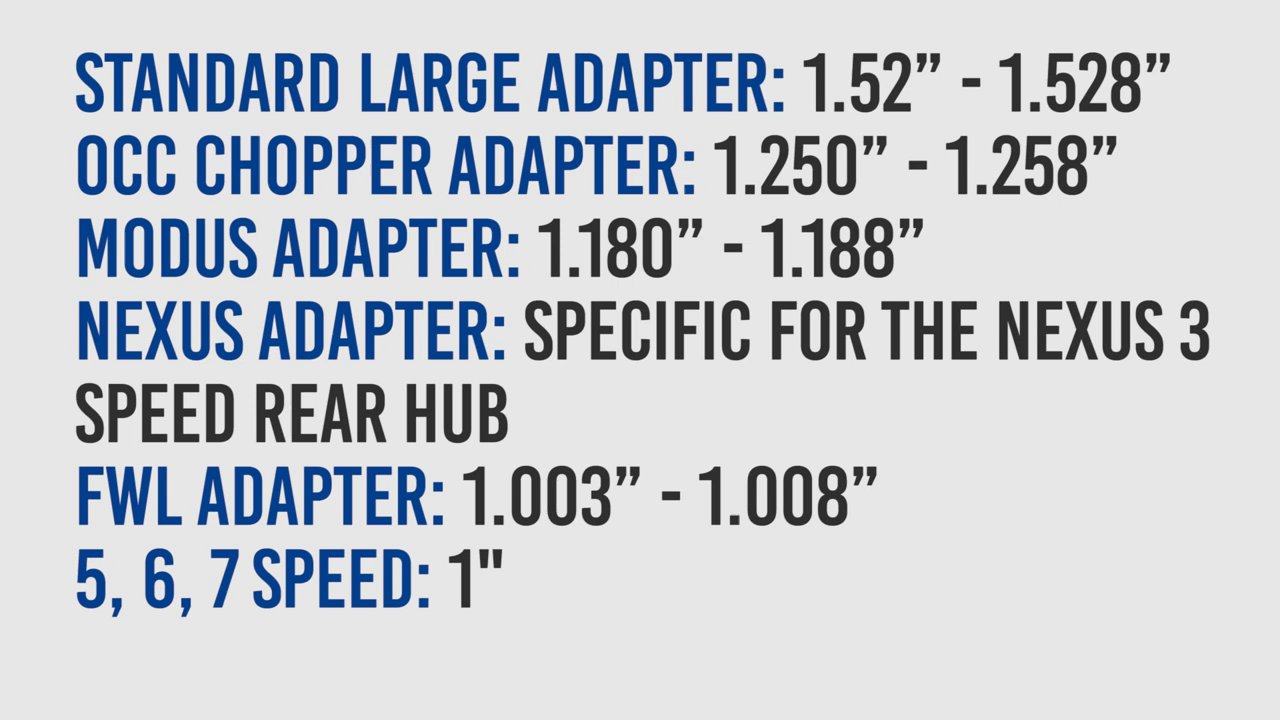 STANDARD LARGE ADAPTER: 1.52” - 1.528”
OCC CHOPPER ADAPTER: 1.250” - 1.258”
MODUS ADAPTER: 1.180” - 1.188”
NEXUS ADAPTER: SPECIFIC FOR THE NEXUS 3
SPEED REAR HUB
FWL ADAPTER: 1.003” - 1.008”
5, 6, 7 SPEED: 1"